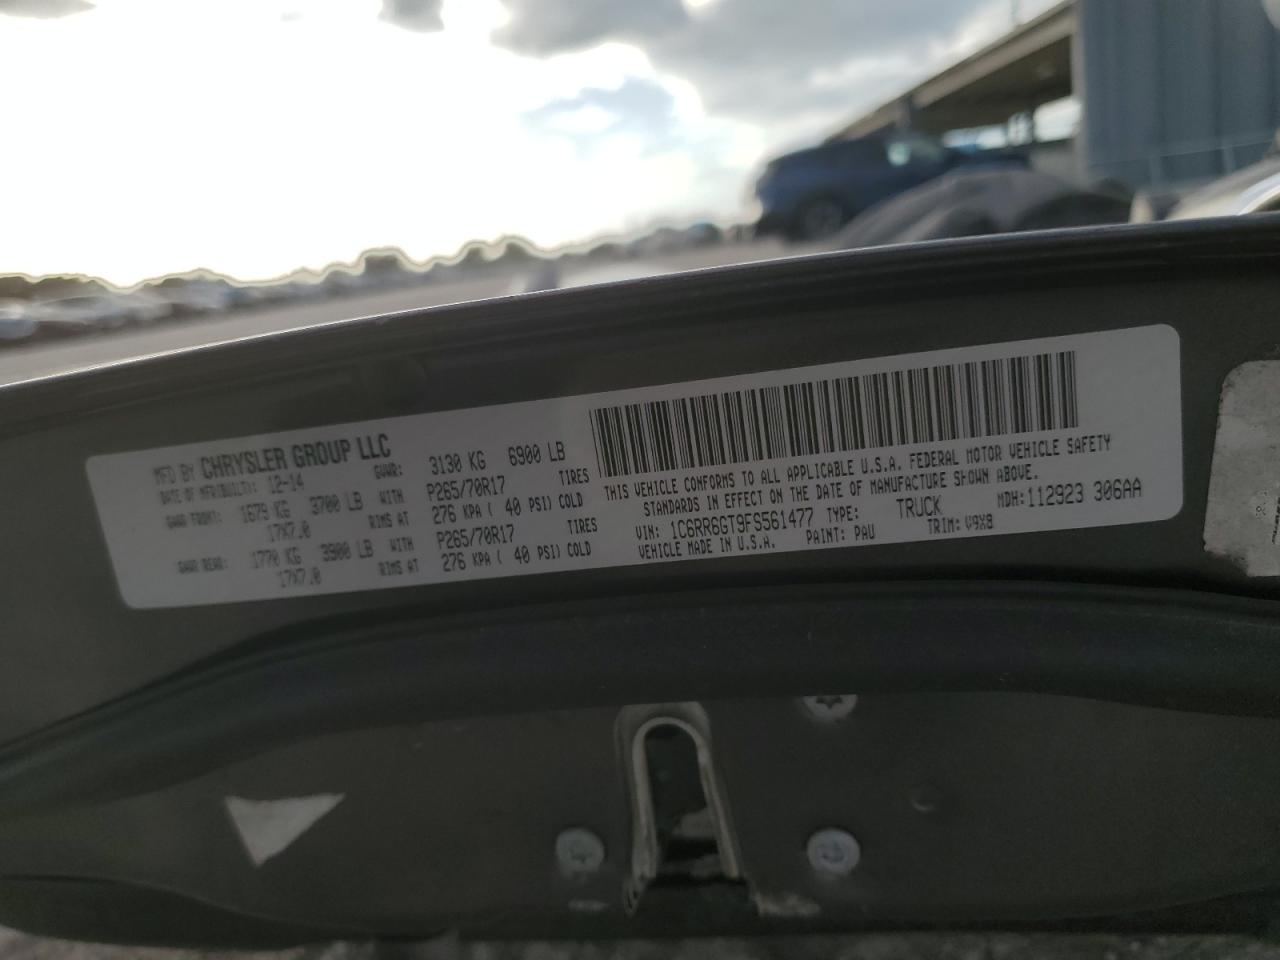 MFD BY CHRYSLER GROUP LLC
DATE OF MFR(BUILT): 12-14 GVWR: 3130 KG 6900 LB
GAWR FRONT: 1679 KG 3700 LB WITH P265/70R17 TIRES
17X7.0 RIMS AT 276 KPA ( 40 PSI) COLD
GAWR REAR: 1770 KG 3900 LB WITH P265/70R17 TIRES
17X7.0 RIMS AT 276 KPA ( 40 PSI) COLD
THIS VEHICLE CONFORMS TO ALL APPLICABLE U.S.A. FEDERAL MOTOR VEHICLE SAFETY
STANDARDS IN EFFECT ON THE DATE OF MANUFACTURE SHOWN ABOVE.
VIN: 1C6RR6GT9FS561477 TYPE: TRUCK MDH: 112923 306AA
VEHICLE MADE IN U.S.A. PAINT: PAU TRIM: V9X8